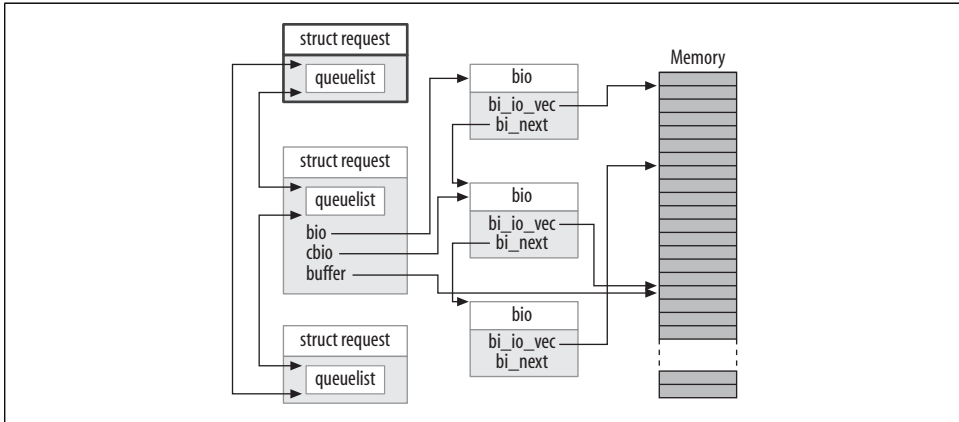 struct request
queuelist
struct request
queuelist
bio
cbio
buffer
struct request
queuelist
bio
bi_io_vec
bi_next
bio
bi_io_vec
bi_next
bio
bi_io_vec
bi_next
Memory